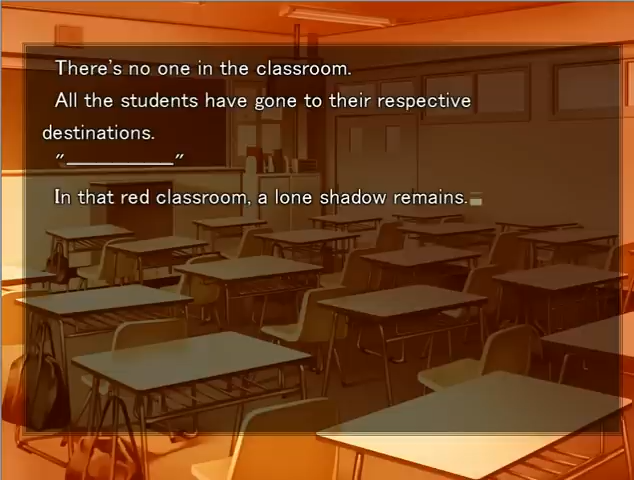 There's no one in the classroom.
All the students have gone to their respective
destinations.
"――――――"
In that red classroom, a lone shadow remains.